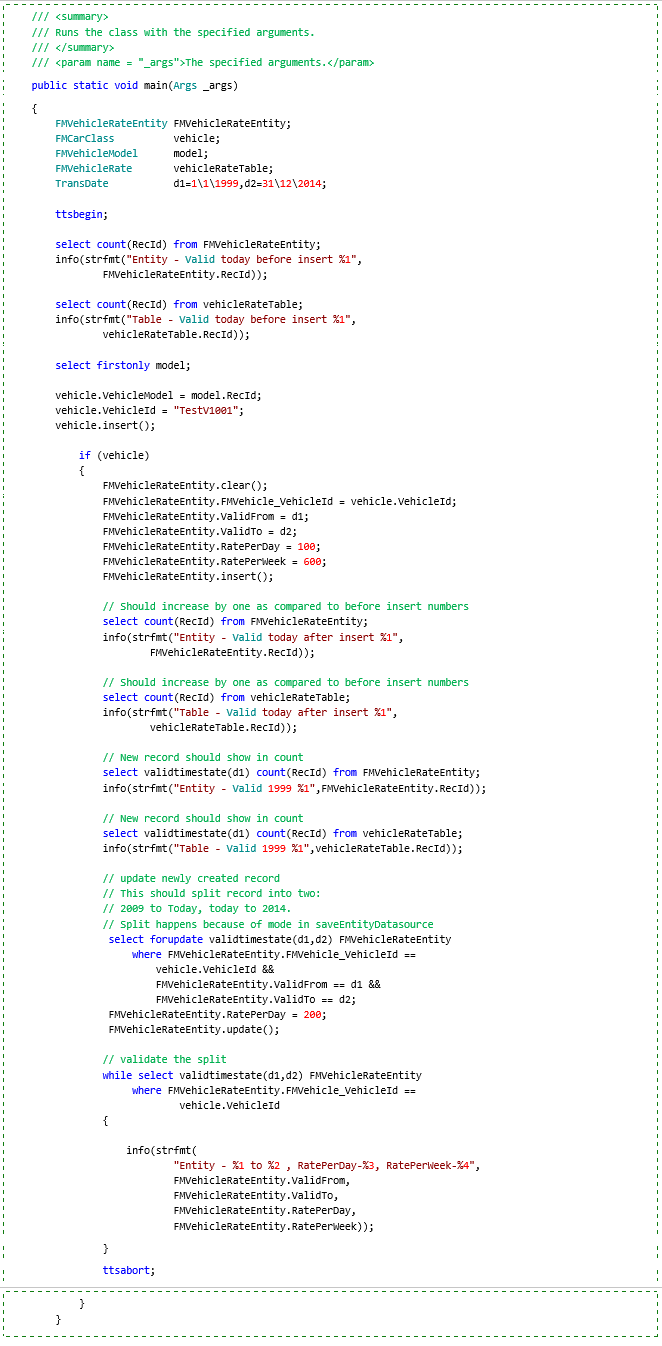 /// <summary>
/// Runs the class with the specified arguments.
/// </summary>
/// <param name = "_args">The specified arguments.</param>
public static void main(Args _args)
{
FMVehicleRateEntity FMVehicleRateEntity;
FMCarClass vehicle;
FMVehicleModel model;
FMVehicleRate vehicleRateTable;
TransDate d1=1\1\1999,d2=31\12\2014;
ttsbegin;
select count(RecId) from FMVehicleRateEntity;
info(strfmt("Entity - Valid today before insert %1",
FMVehicleRateEntity.RecId));
select count(RecId) from vehicleRateTable;
info(strfmt("Table - Valid today before insert %1",
vehicleRateTable.RecId));
select firstonly model;
vehicle.VehicleModel = model.RecId;
vehicle.VehicleId = "TestV1001";
vehicle.insert();
if (vehicle)
{
FMVehicleRateEntity.clear();
FMVehicleRateEntity.FMVehicle_VehicleId = vehicle.VehicleId;
FMVehicleRateEntity.ValidFrom = d1;
FMVehicleRateEntity.ValidTo = d2;
FMVehicleRateEntity.RatePerDay = 100;
FMVehicleRateEntity.RatePerWeek = 600;
FMVehicleRateEntity.insert();
// Should increase by one as compared to before insert numbers
select count(RecId) from FMVehicleRateEntity;
info(strfmt("Entity - Valid today after insert %1",
FMVehicleRateEntity.RecId));
// Should increase by one as compared to before insert numbers
select count(RecId) from vehicleRateTable;
info(strfmt("Table - Valid today after insert %1",
vehicleRateTable.RecId));
// New record should show in count
select validtimestate(d1) count(RecId) from FMVehicleRateEntity;
info(strfmt("Entity - Valid 1999 %1",FMVehicleRateEntity.RecId));
// New record should show in count
select validtimestate(d1) count(RecId) from vehicleRateTable;
info(strfmt("Table - Valid 1999 %1",vehicleRateTable.RecId));
// update newly created record
// This should split record into two:
// 2009 to Today, today to 2014.
// Split happens because of mode in saveEntityDatasource
select forupdate validtimestate(d1,d2) FMVehicleRateEntity
where FMVehicleRateEntity.FMVehicle_VehicleId ==
vehicle.VehicleId &&
FMVehicleRateEntity.ValidFrom == d1 &&
FMVehicleRateEntity.ValidTo == d2;
FMVehicleRateEntity.RatePerDay = 200;
FMVehicleRateEntity.update();
// validate the split
while select validtimestate(d1,d2) FMVehicleRateEntity
where FMVehicleRateEntity.FMVehicle_VehicleId ==
vehicle.VehicleId
{
info(strfmt(
"Entity - %1 to %2 , RatePerDay-%3, RatePerWeek-%4",
FMVehicleRateEntity.ValidFrom,
FMVehicleRateEntity.ValidTo,
FMVehicleRateEntity.RatePerDay,
FMVehicleRateEntity.RatePerWeek));
}
ttsabort;
}
}